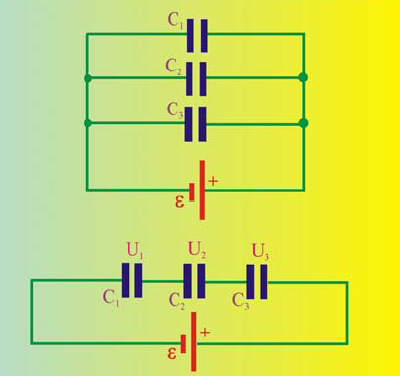 C₁
C₂
C₃
ε +
U₁ U₂ U₃
C₁ C₂ C₃
ε +